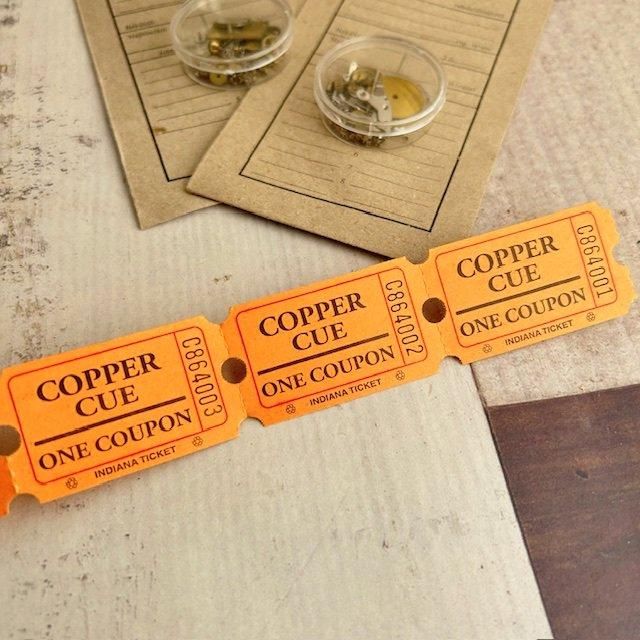 COPPER
CUE
ONE COUPON
INDIANA TICKET
C864003
COPPER
CUE
ONE COUPON
INDIANA TICKET
C864002
COPPER
CUE
ONE COUPON
INDIANA TICKET
C864001